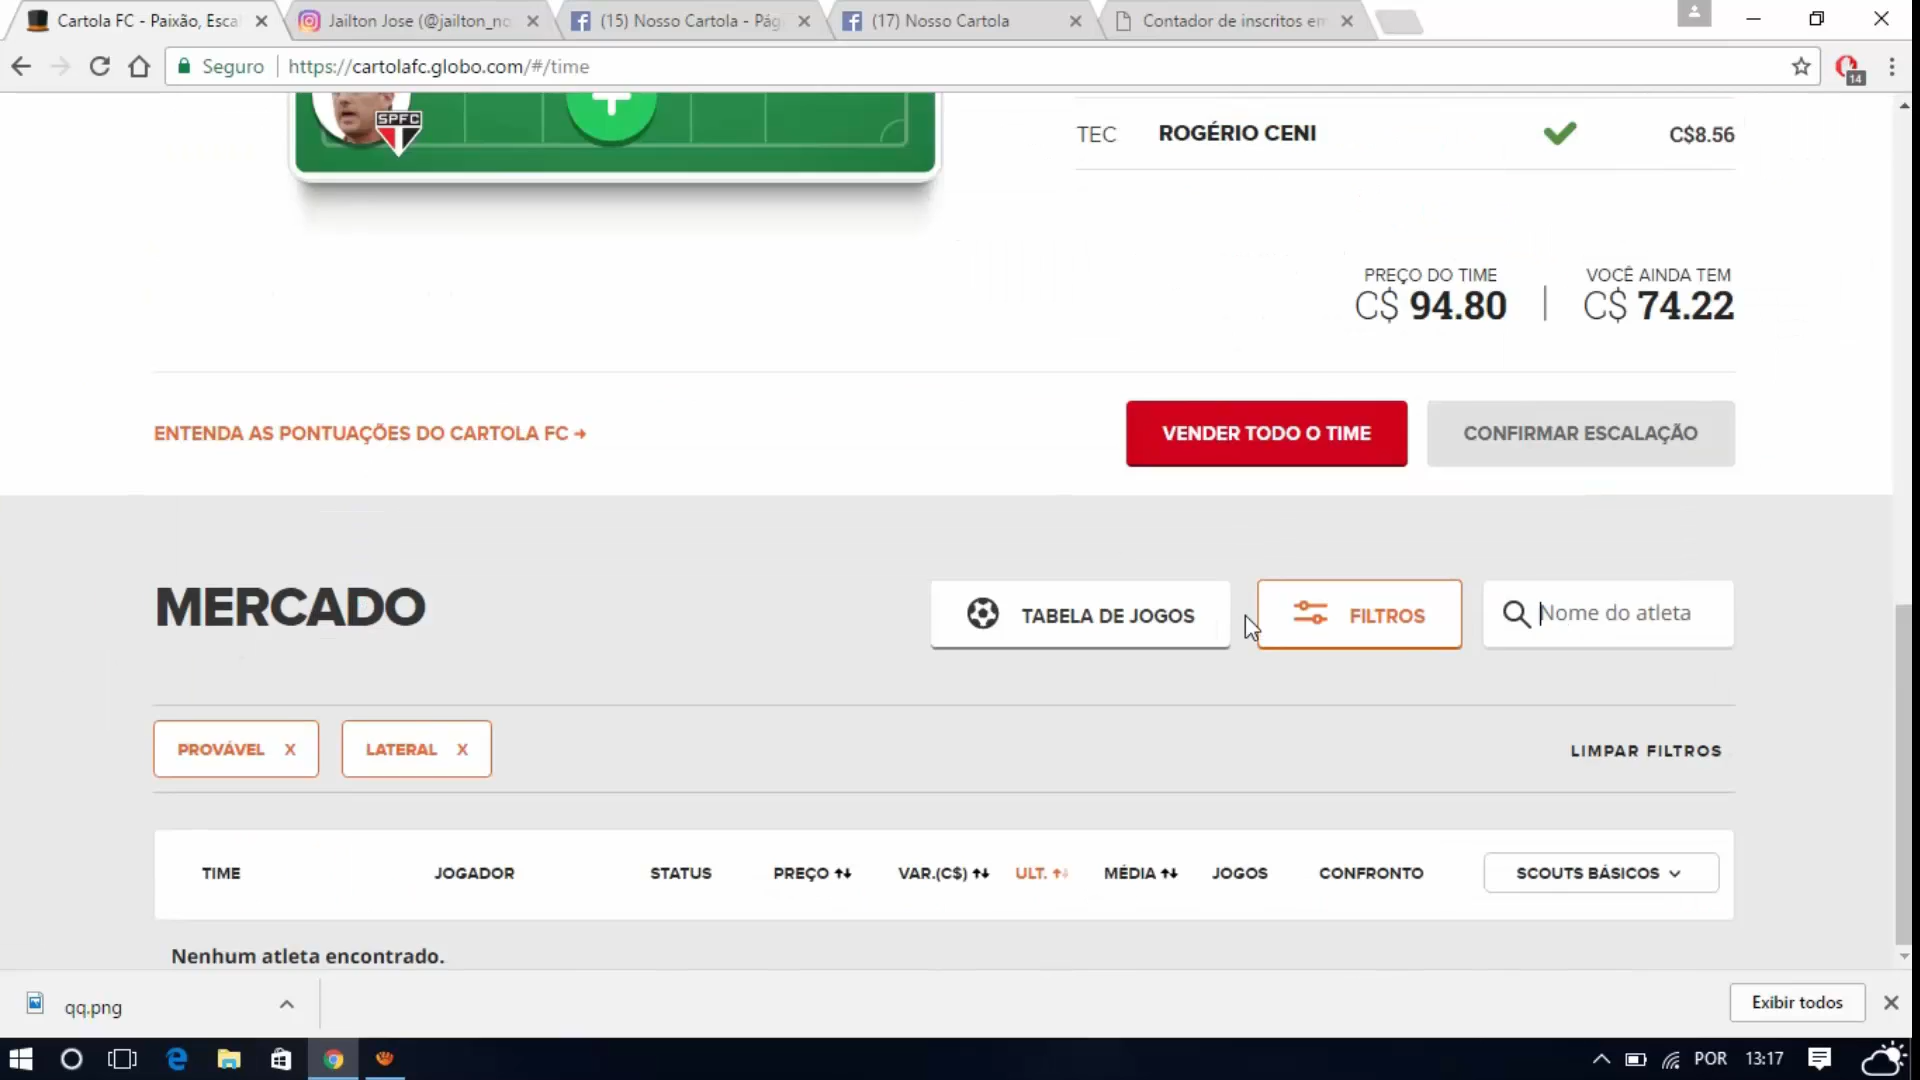 Cartola FC - Paixão, Esca
Jailton Jose (@jailton_no
(15) Nosso Cartola - Pág
(17) Nosso Cartola
Contador de inscritos em
Seguro
https://cartolafc.globo.com/#/time
14
SPFC
TEC
ROGÉRIO CENI
C$8.56
PREÇO DO TIME
C$ 94.80
VOCÊ AINDA TEM
C$ 74.22
ENTENDA AS PONTUAÇÕES DO CARTOLA FC
VENDER TODO O TIME
CONFIRMAR ESCALAÇÃO
MERCADO
TABELA DE JOGOS
FILTROS
Nome do atleta
PROVÁVEL X
LATERAL X
LIMPAR FILTROS
TIME
JOGADOR
STATUS
PREÇO
VAR.(C$)
ULT.
MÉDIA
JOGOS
CONFRONTO
SCOUTS BÁSICOS
Nenhum atleta encontrado.
qq.png
Exibir todos
POR
13:17